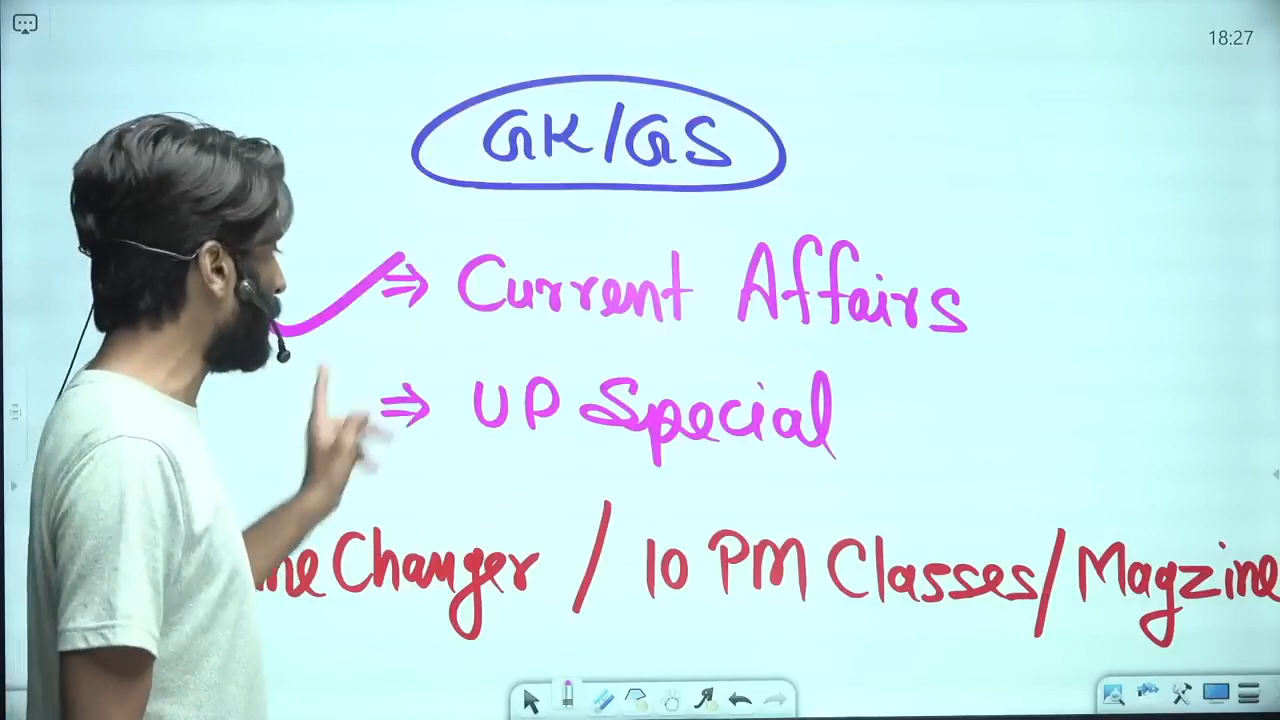 18:27
GK/GS
⇒ Current Affairs
⇒ UP Special
Changer / 10 PM Classes/Magzine